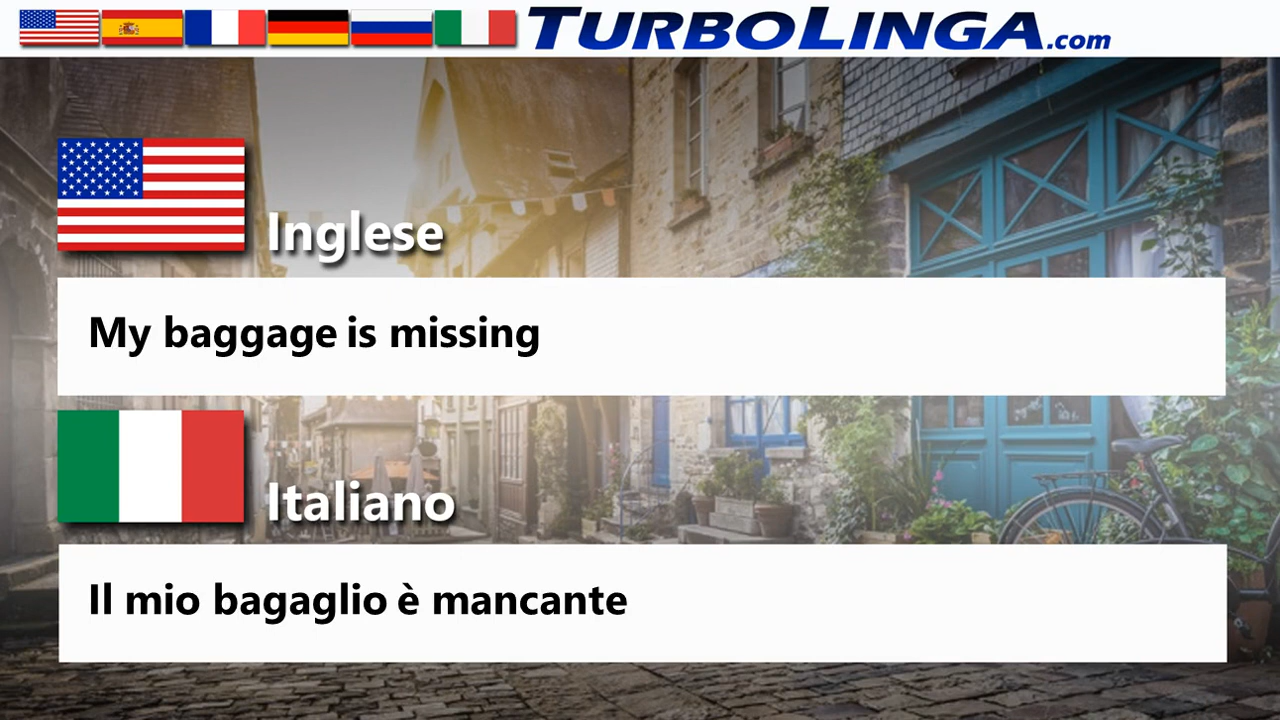 TURBOLINGA.com
Inglese
My baggage is missing
Italiano
Il mio bagaglio è mancante